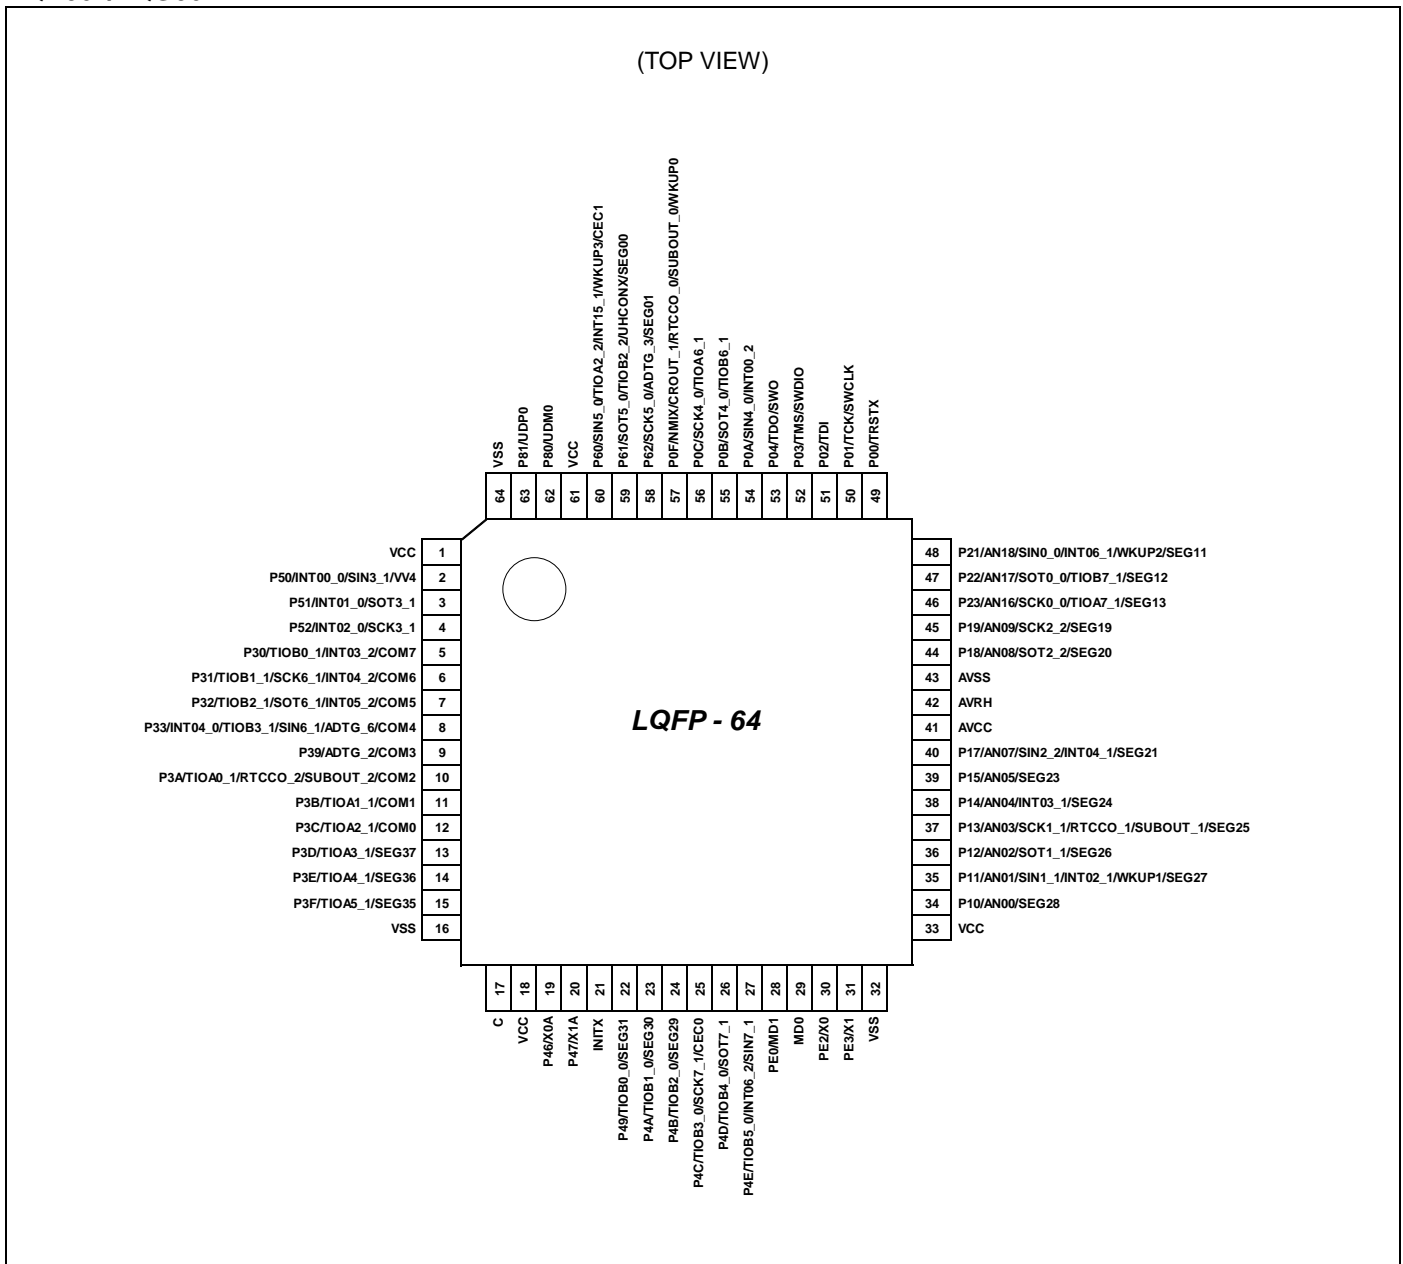 (TOP VIEW)
VSS
P81/UDP0
P80/UDM0
VCC
P60/SIN5_0/TIOA2_2/INT15_1/WKUP3/CEC1
P61/SOT5_0/TIOB2_2/UHCONX/SEG00
P62/SCK5_0/ADTG_3/SEG01
P0F/NMIX/CROUT_1/RTCCO_0/SUBOUT_0/WKUP0
P0C/SCK4_0/TIOA6_1
P0B/SOT4_0/TIOB6_1
P0A/SIN4_0/INT00_2
P04/TDO/SWO
P03/TMS/SWDIO
P02/TDI
P01/TCK/SWCLK
P00/TRSTX
64 63 62 61 60 59 58 57 56 55 54 53 52 51 50 49
VCC 1
P50/INT00_0/SIN3_1/VV4 2
P51/INT01_0/SOT3_1 3
P52/INT02_0/SCK3_1 4
P30/TIOB0_1/INT03_2/COM7 5
P31/TIOB1_1/SCK6_1/INT04_2/COM6 6
P32/TIOB2_1/SOT6_1/INT05_2/COM5 7
P33/INT04_0/TIOB3_1/SIN6_1/ADTG_6/COM4 8
P39/ADTG_2/COM3 9
P3A/TIOA0_1/RTCCO_2/SUBOUT_2/COM2 10
P3B/TIOA1_1/COM1 11
P3C/TIOA2_1/COM0 12
P3D/TIOA3_1/SEG37 13
P3E/TIOA4_1/SEG36 14
P3F/TIOA5_1/SEG35 15
VSS 16
LQFP - 64
48 P21/AN18/SIN0_0/INT06_1/WKUP2/SEG11
47 P22/AN17/SOT0_0/TIOB7_1/SEG12
46 P23/AN16/SCK0_0/TIOA7_1/SEG13
45 P19/AN09/SCK2_2/SEG19
44 P18/AN08/SOT2_2/SEG20
43 AVSS
42 AVRH
41 AVCC
40 P17/AN07/SIN2_2/INT04_1/SEG21
39 P15/AN05/SEG23
38 P14/AN04/INT03_1/SEG24
37 P13/AN03/SCK1_1/RTCCO_1/SUBOUT_1/SEG25
36 P12/AN02/SOT1_1/SEG26
35 P11/AN01/SIN1_1/INT02_1/WKUP1/SEG27
34 P10/AN00/SEG28
33 VCC
17 18 19 20 21 22 23 24 25 26 27 28 29 30 31 32
C
VCC
P46/X0A
P47/X1A
INITX
P49/TIOB0_0/SEG31
P4A/TIOB1_0/SEG30
P4B/TIOB2_0/SEG29
P4C/TIOB3_0/SCK7_1/CEC0
P4D/TIOB4_0/SOT7_1
P4E/TIOB5_0/INT06_2/SIN7_1
PE0/MD1
MD0
PE2/X0
PE3/X1
VSS